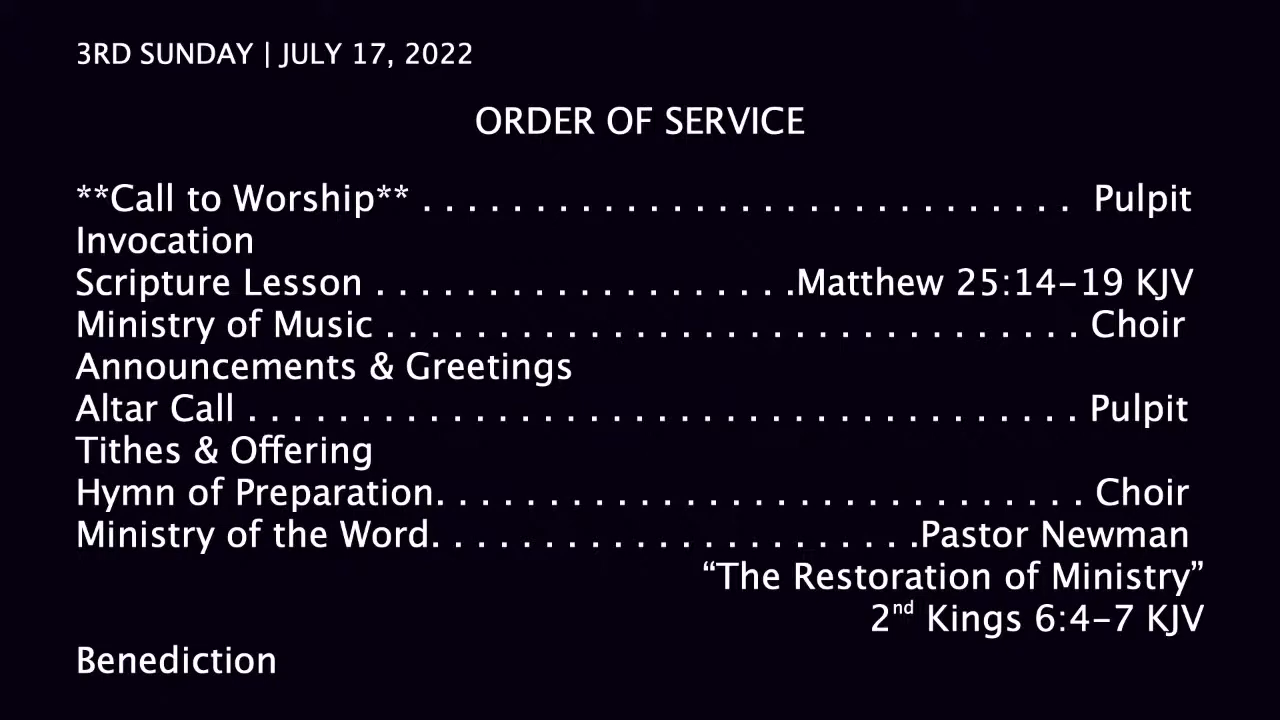 3RD SUNDAY | JULY 17, 2022
ORDER OF SERVICE
**Call to Worship** . . . . . . . . . . . . . . . . . . . . . . . . . . . . . Pulpit
Invocation
Scripture Lesson . . . . . . . . . . . . . . . . . . .Matthew 25:14–19 KJV
Ministry of Music . . . . . . . . . . . . . . . . . . . . . . . . . . . . . . . Choir
Announcements & Greetings
Altar Call . . . . . . . . . . . . . . . . . . . . . . . . . . . . . . . . . . . . . Pulpit
Tithes & Offering
Hymn of Preparation. . . . . . . . . . . . . . . . . . . . . . . . . . . . . Choir
Ministry of the Word. . . . . . . . . . . . . . . . . . . . . .Pastor Newman
“The Restoration of Ministry”
2nd Kings 6:4–7 KJV
Benediction